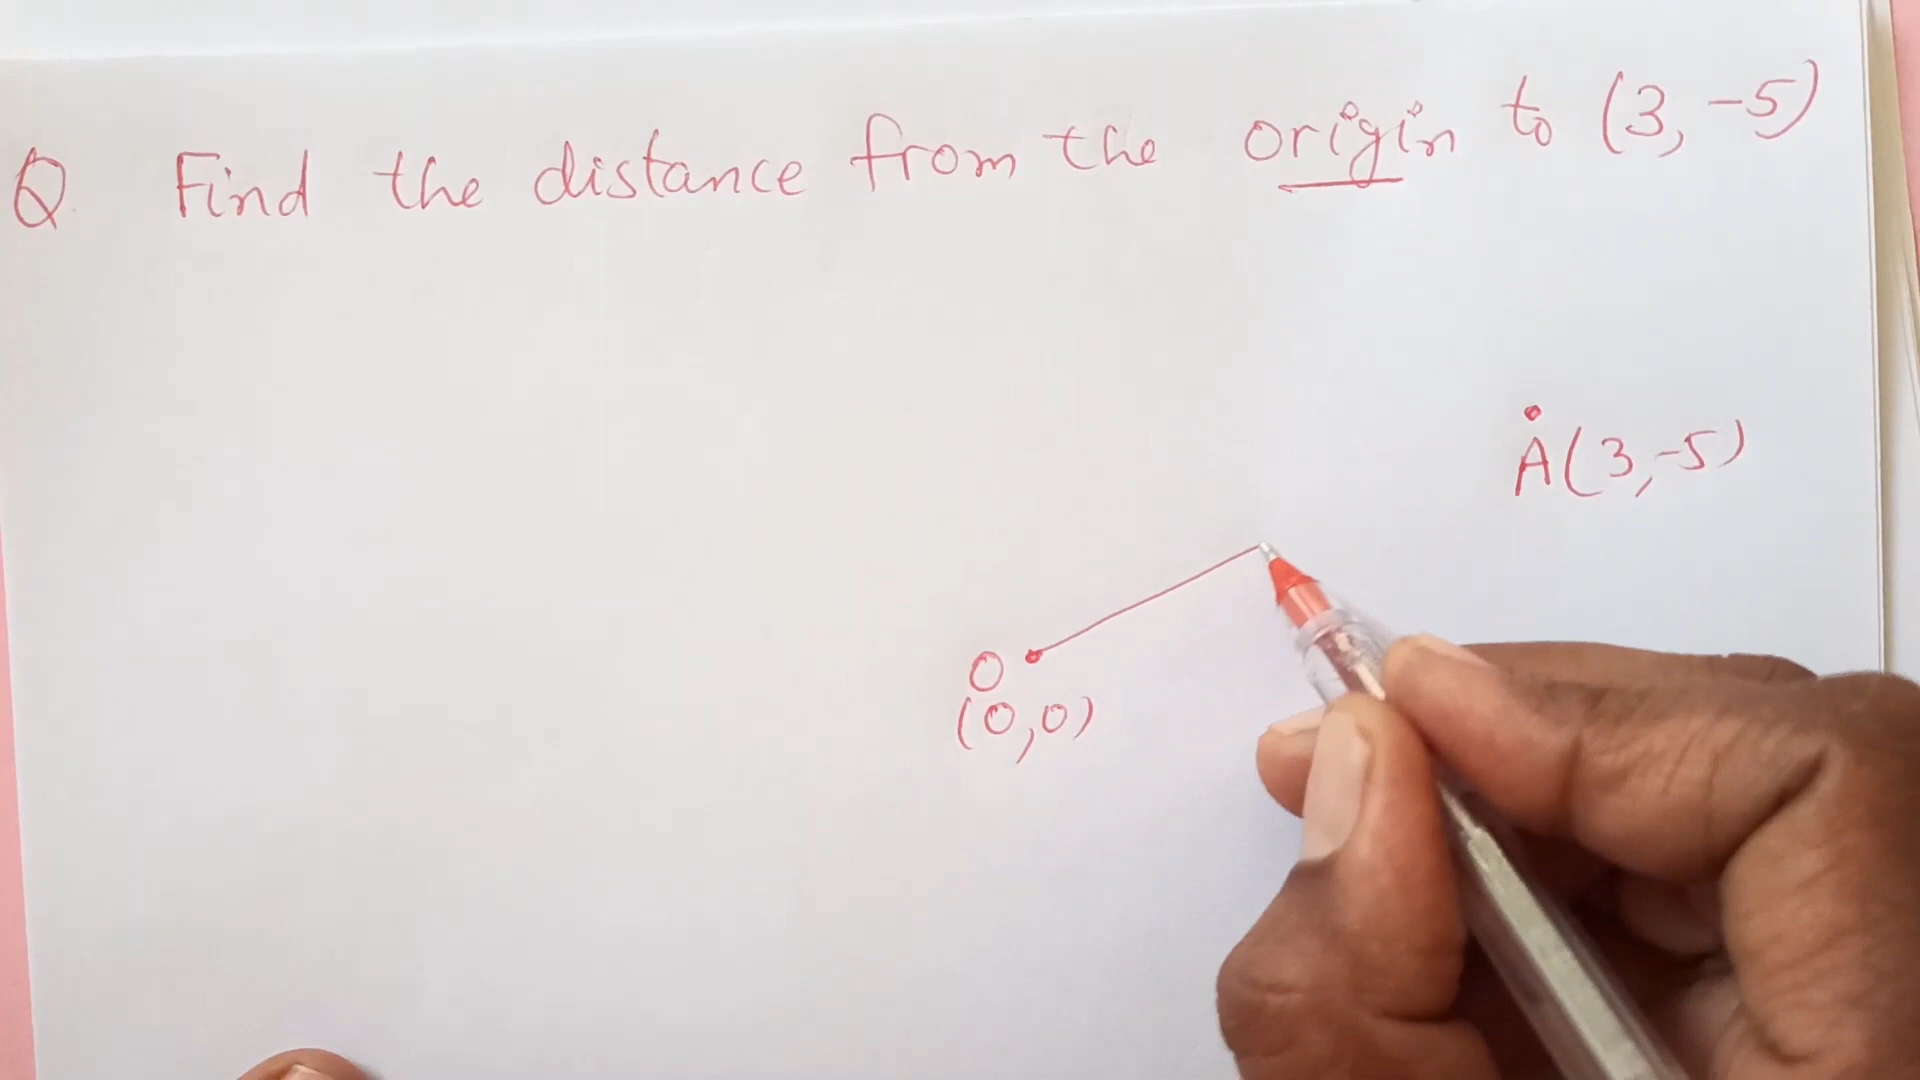 Q Find the distance from the origin to (3, -5)
A(3,-5)
O
(0,0)